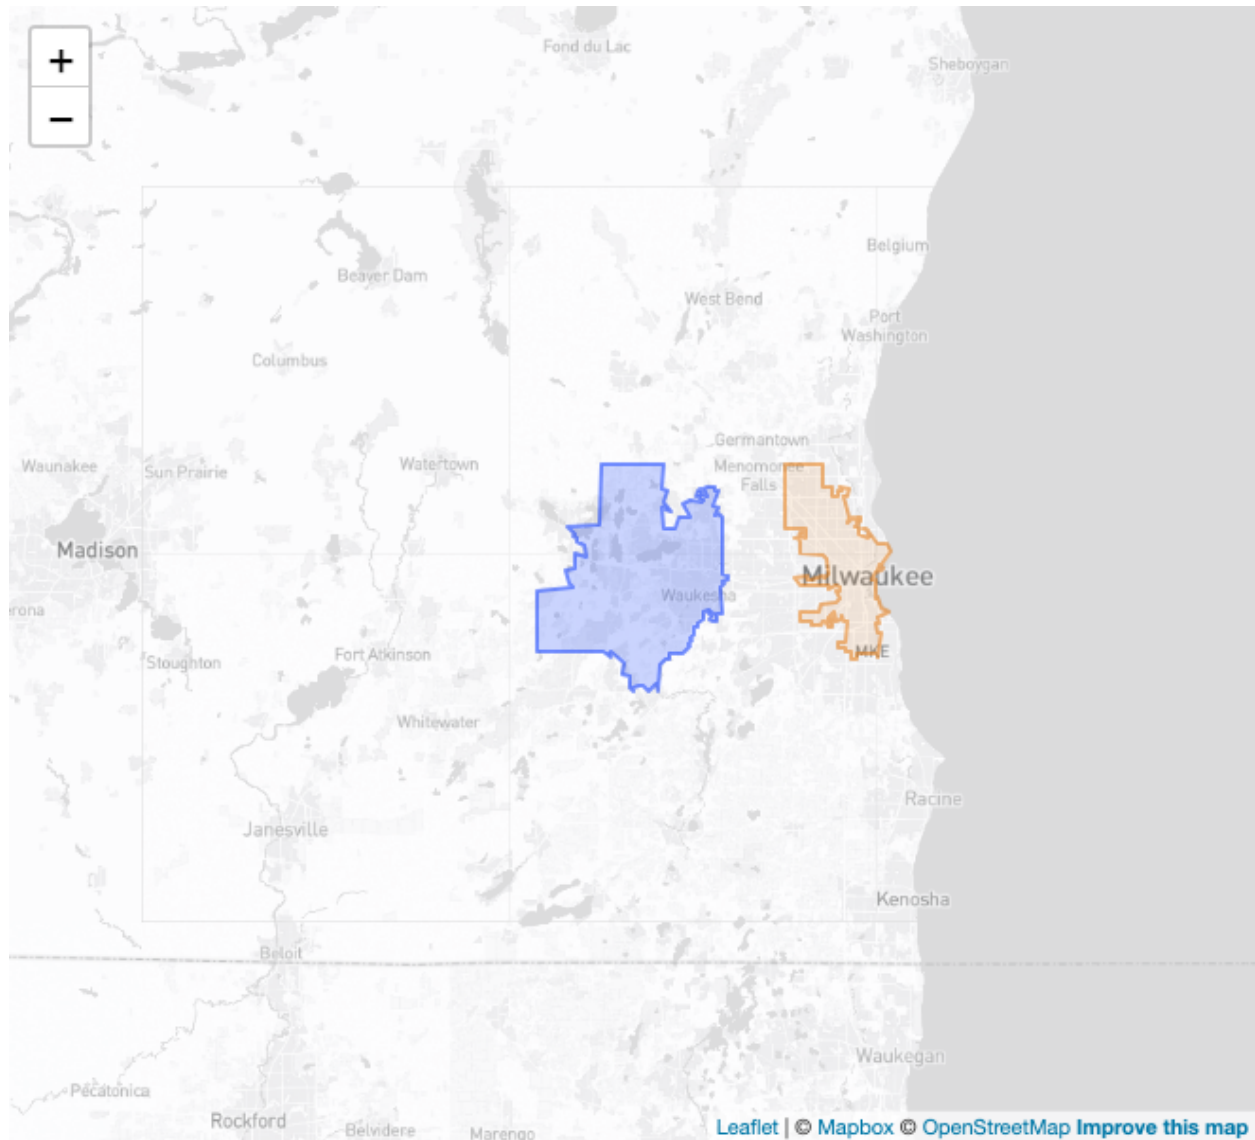 +
Fond du Lac
Sheboygan
−
Belgium
Beaver Dam
West Bend
Port
Washington
Columbus
Germantown
Waunakee
Sun Prairie
Watertown
Menomonee
Falls
Madison
Milwaukee
Waukesha
rona
Stoughton
Fort Atkinson
MKE
Whitewater
Racine
Janesville
Kenosha
Beloit
Waukegan
Pecatonica
Rockford
Belvidere
Marengo
Leaflet | © Mapbox © OpenStreetMap Improve this map